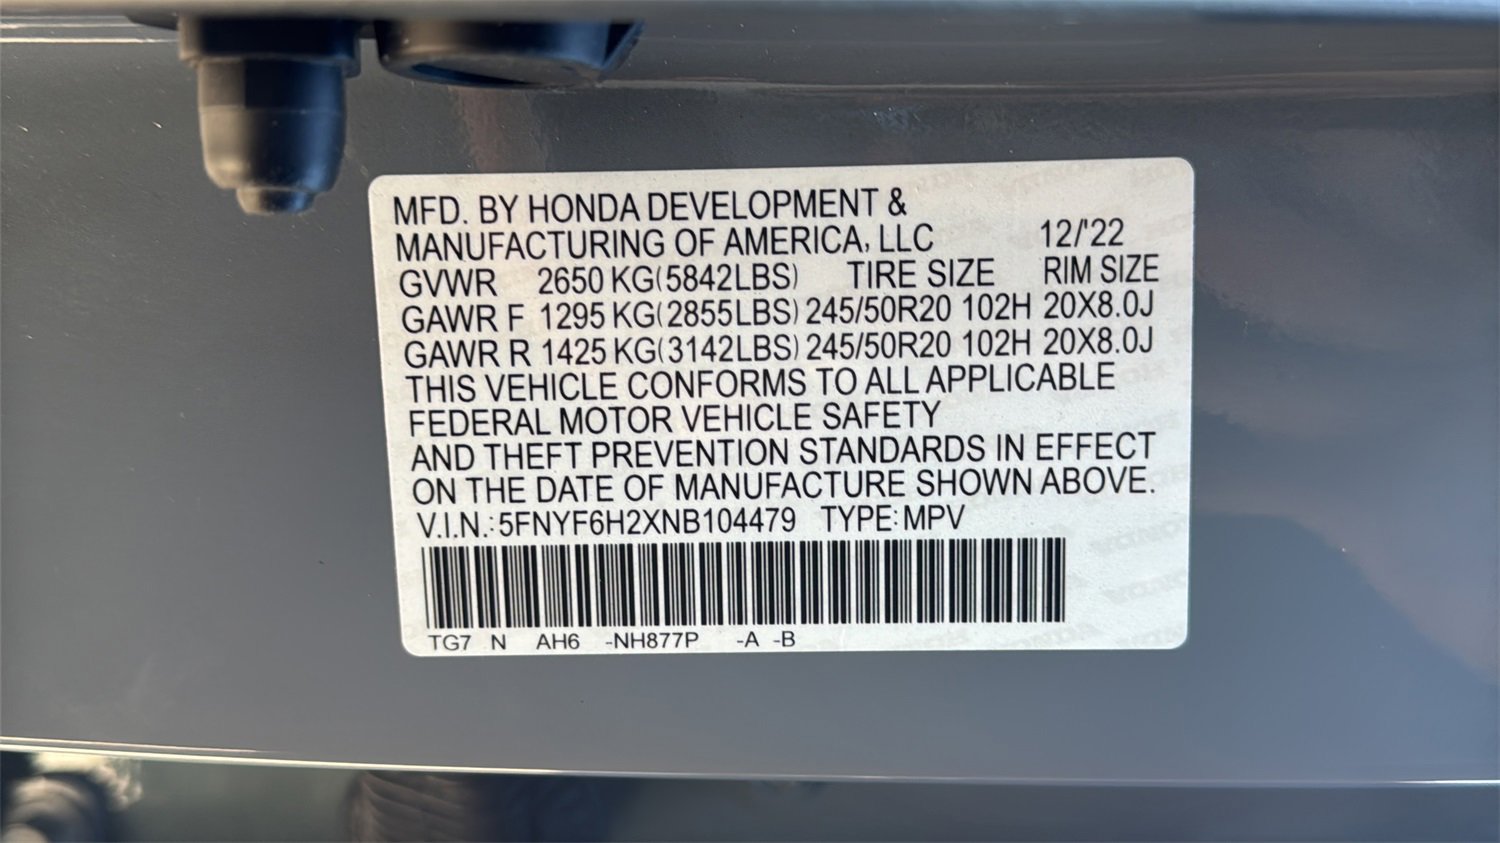 MFD. BY HONDA DEVELOPMENT &
MANUFACTURING OF AMERICA, LLC 12/'22
GVWR 2650 KG(5842LBS) TIRE SIZE RIM SIZE
GAWR F 1295 KG(2855LBS) 245/50R20 102H 20X8.0J
GAWR R 1425 KG(3142LBS) 245/50R20 102H 20X8.0J
THIS VEHICLE CONFORMS TO ALL APPLICABLE
FEDERAL MOTOR VEHICLE SAFETY
AND THEFT PREVENTION STANDARDS IN EFFECT
ON THE DATE OF MANUFACTURE SHOWN ABOVE.
V.I.N.:5FNYF6H2XNB104479 TYPE:MPV
TG7 N AH6 -NH877P -A -B